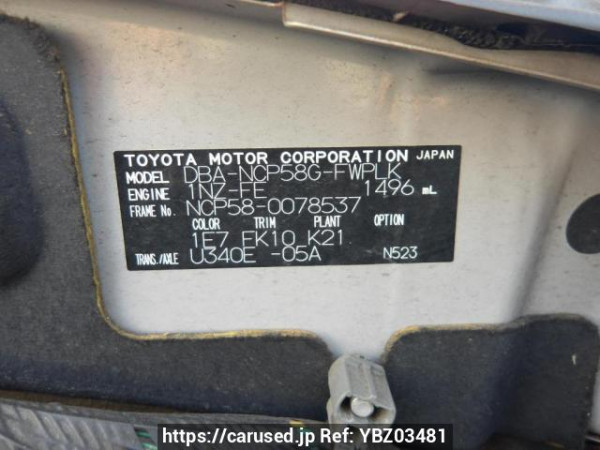 TOYOTA MOTOR CORPORATION JAPAN
MODEL DBA-NCP58G-FWPLK
ENGINE 1NZ-FE 1496 mL
FRAME No. NCP58-0078537
COLOR TRIM PLANT
1E7 FK10 K21
TRANS./AXLE U340E -05A N523
https://carused.jp Ref: YBZ03481